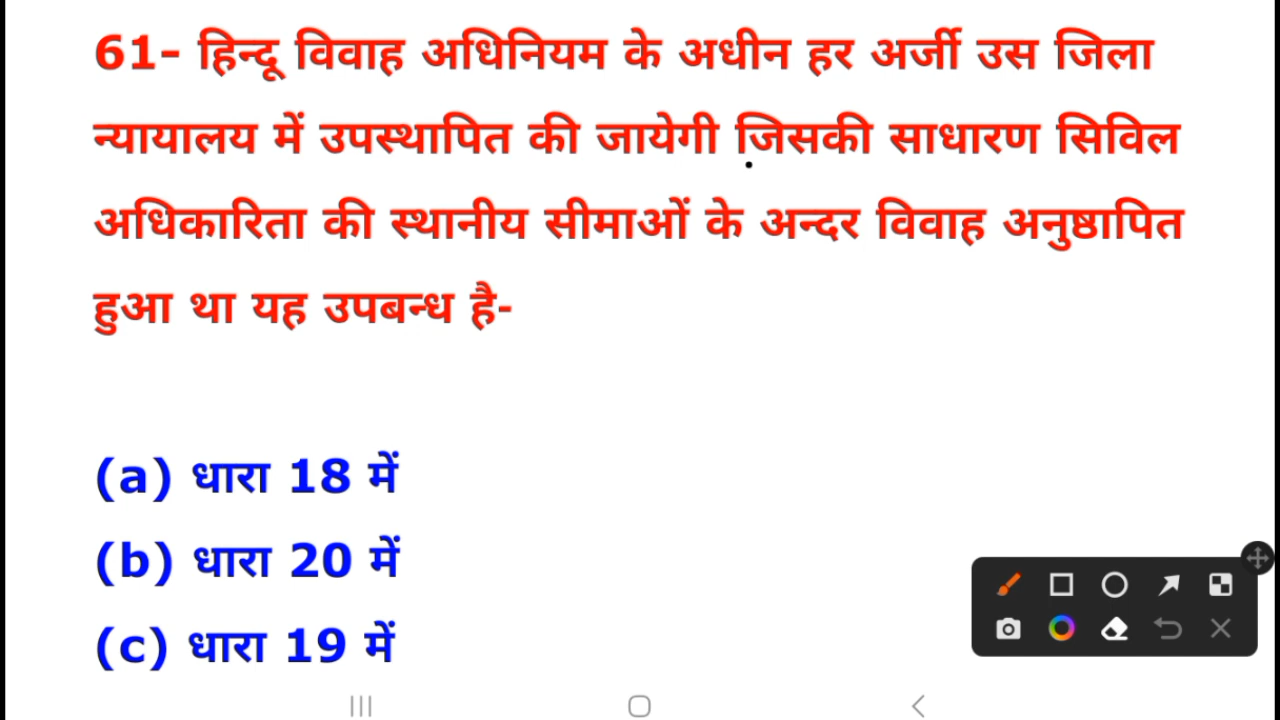 61- हिन्दू विवाह अधिनियम के अधीन हर अर्जी उस जिला
न्यायालय में उपस्थापित की जायेगी जिसकी साधारण सिविल
अधिकारिता की स्थानीय सीमाओं के अन्दर विवाह अनुष्ठापित
हुआ था यह उपबन्ध है-
(a) धारा 18 में
(b) धारा 20 में
(c) धारा 19 में